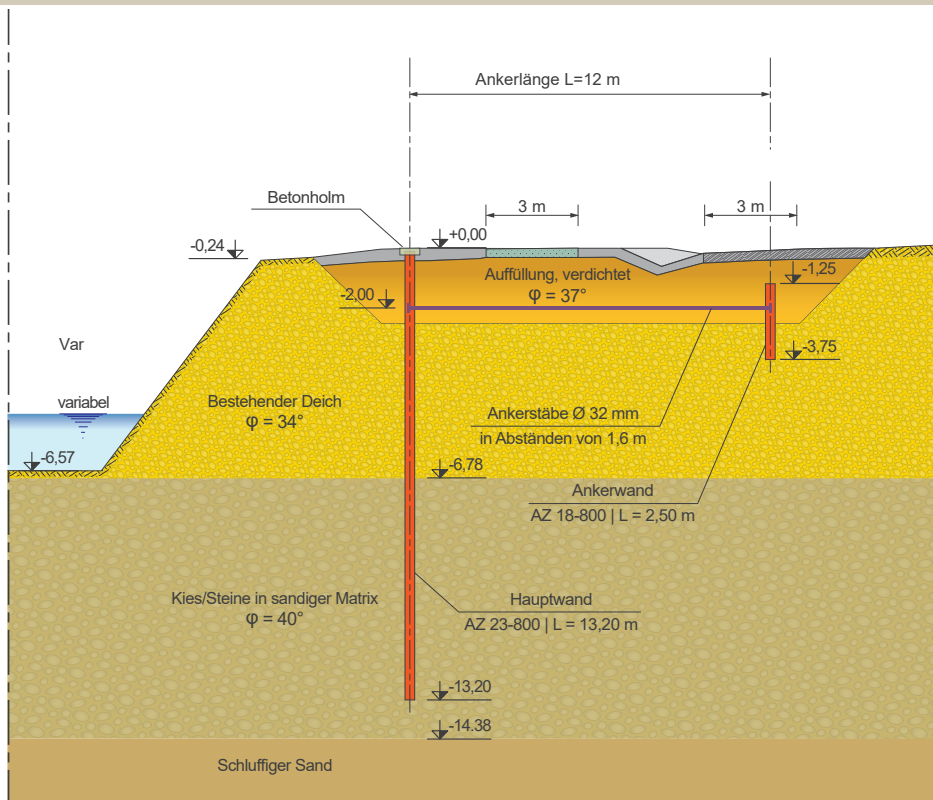 Ankerlänge L=12 m
Betonholm
3 m
3 m
-0,24
+0,00
Auffüllung, verdichtet
φ = 37°
-1,25
-2,00
Var
-3,75
variabel
Bestehender Deich
φ = 34°
Ankerstäbe Ø 32 mm
in Abständen von 1,6 m
-6,57
-6,78
Ankerwand
AZ 18-800 | L = 2,50 m
Kies/Steine in sandiger Matrix
φ = 40°
Hauptwand
AZ 23-800 | L = 13,20 m
-13,20
-14.38
Schluffiger Sand